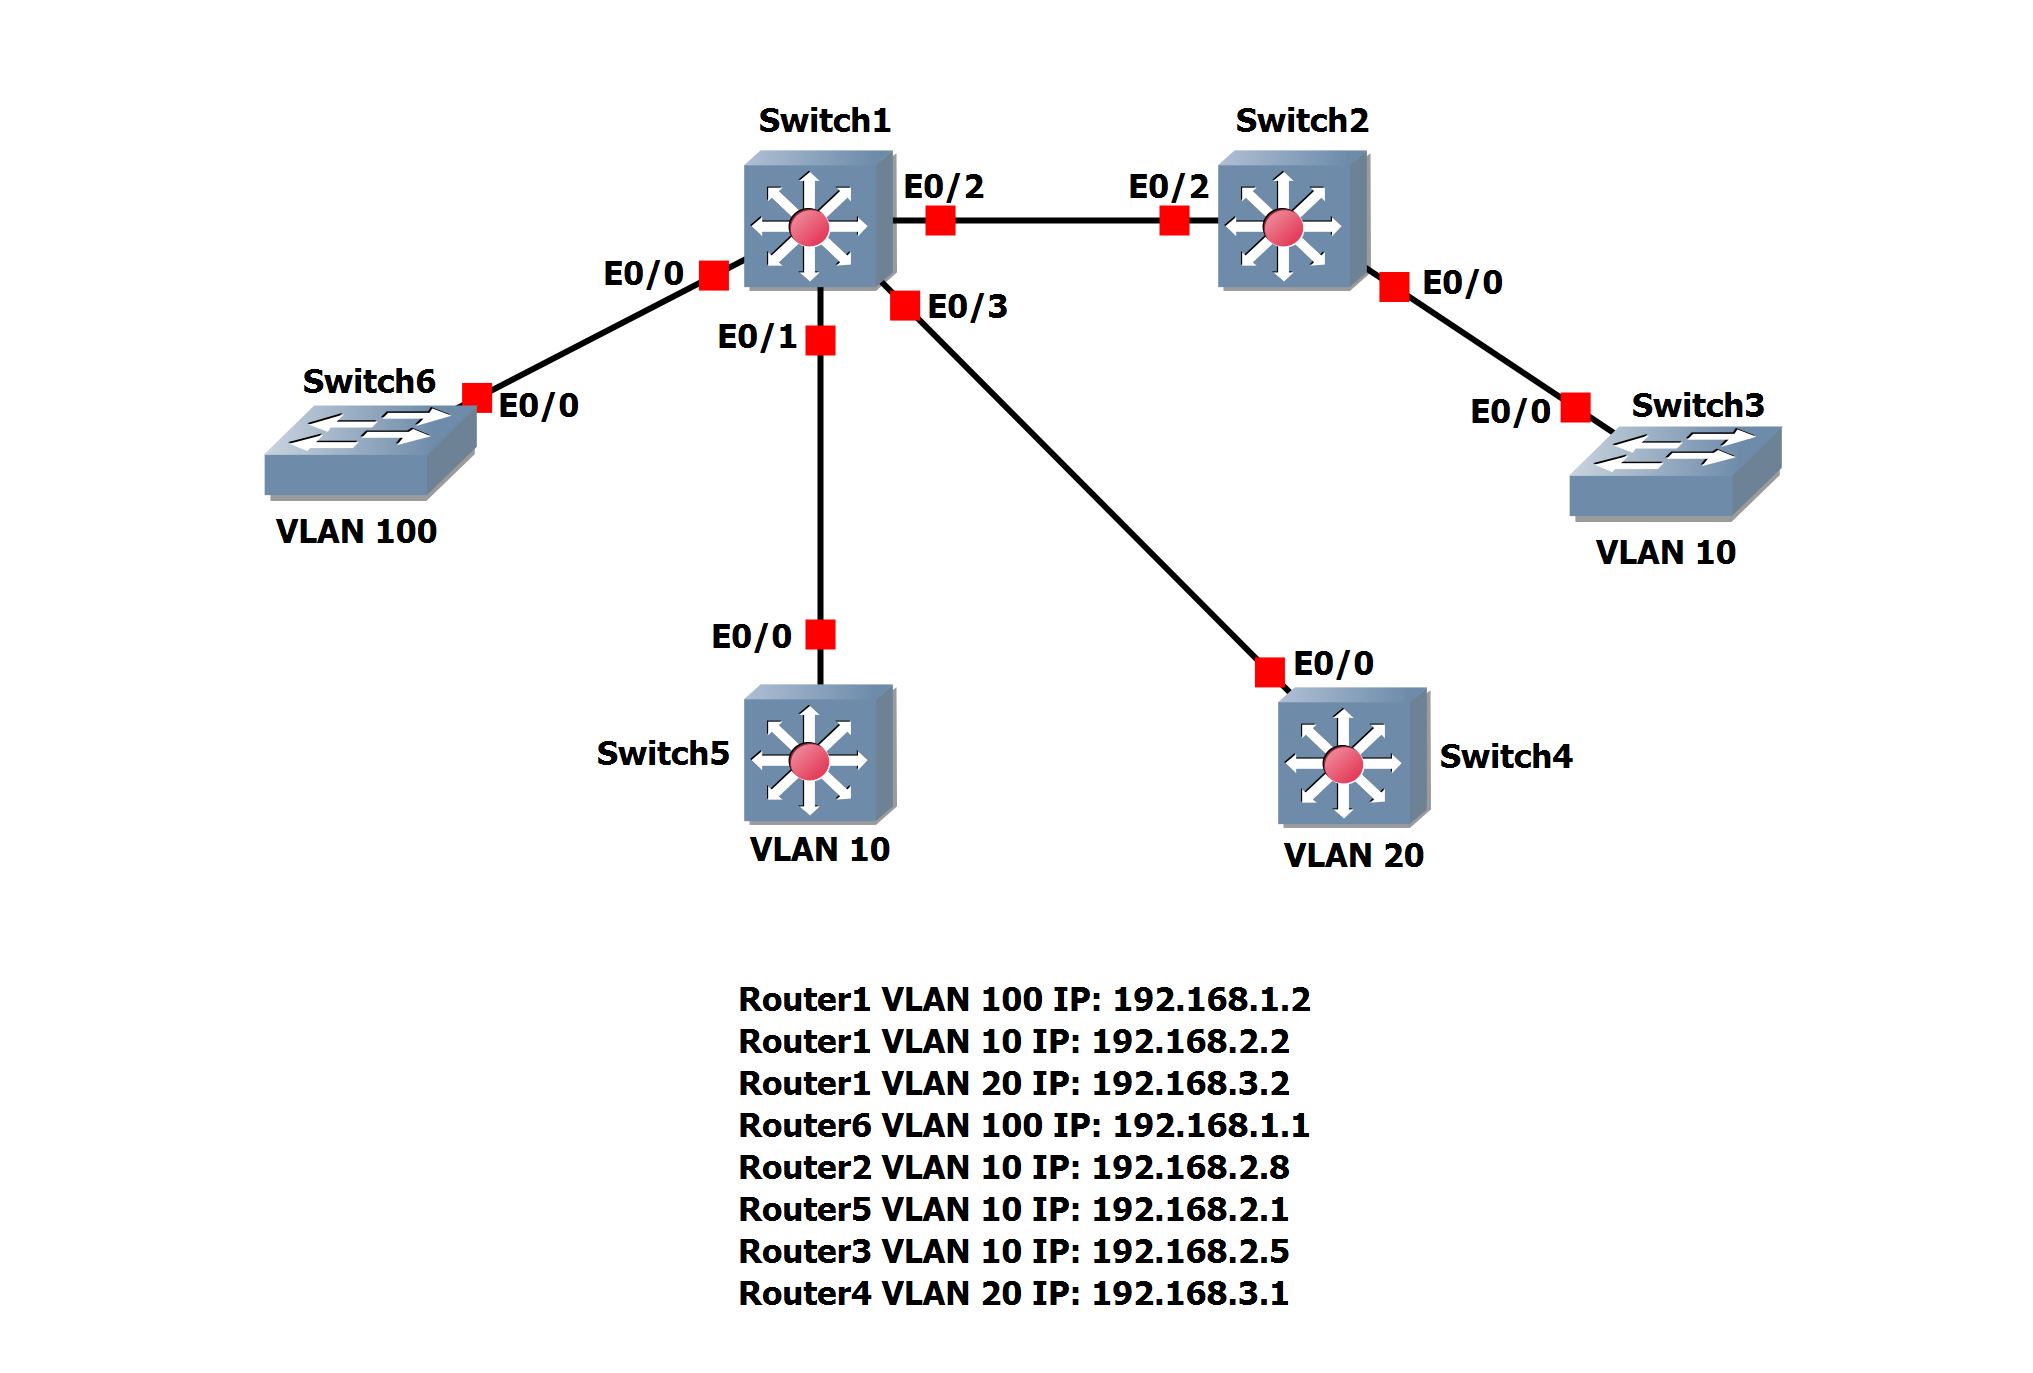 Switch1
Switch2
E0/2
E0/2
E0/0
E0/0
E0/3
E0/1
Switch6
E0/0
E0/0
Switch3
VLAN 100
VLAN 10
E0/0
E0/0
Switch5
Switch4
VLAN 10
VLAN 20
Router1 VLAN 100 IP: 192.168.1.2
Router1 VLAN 10 IP: 192.168.2.2
Router1 VLAN 20 IP: 192.168.3.2
Router6 VLAN 100 IP: 192.168.1.1
Router2 VLAN 10 IP: 192.168.2.8
Router5 VLAN 10 IP: 192.168.2.1
Router3 VLAN 10 IP: 192.168.2.5
Router4 VLAN 20 IP: 192.168.3.1